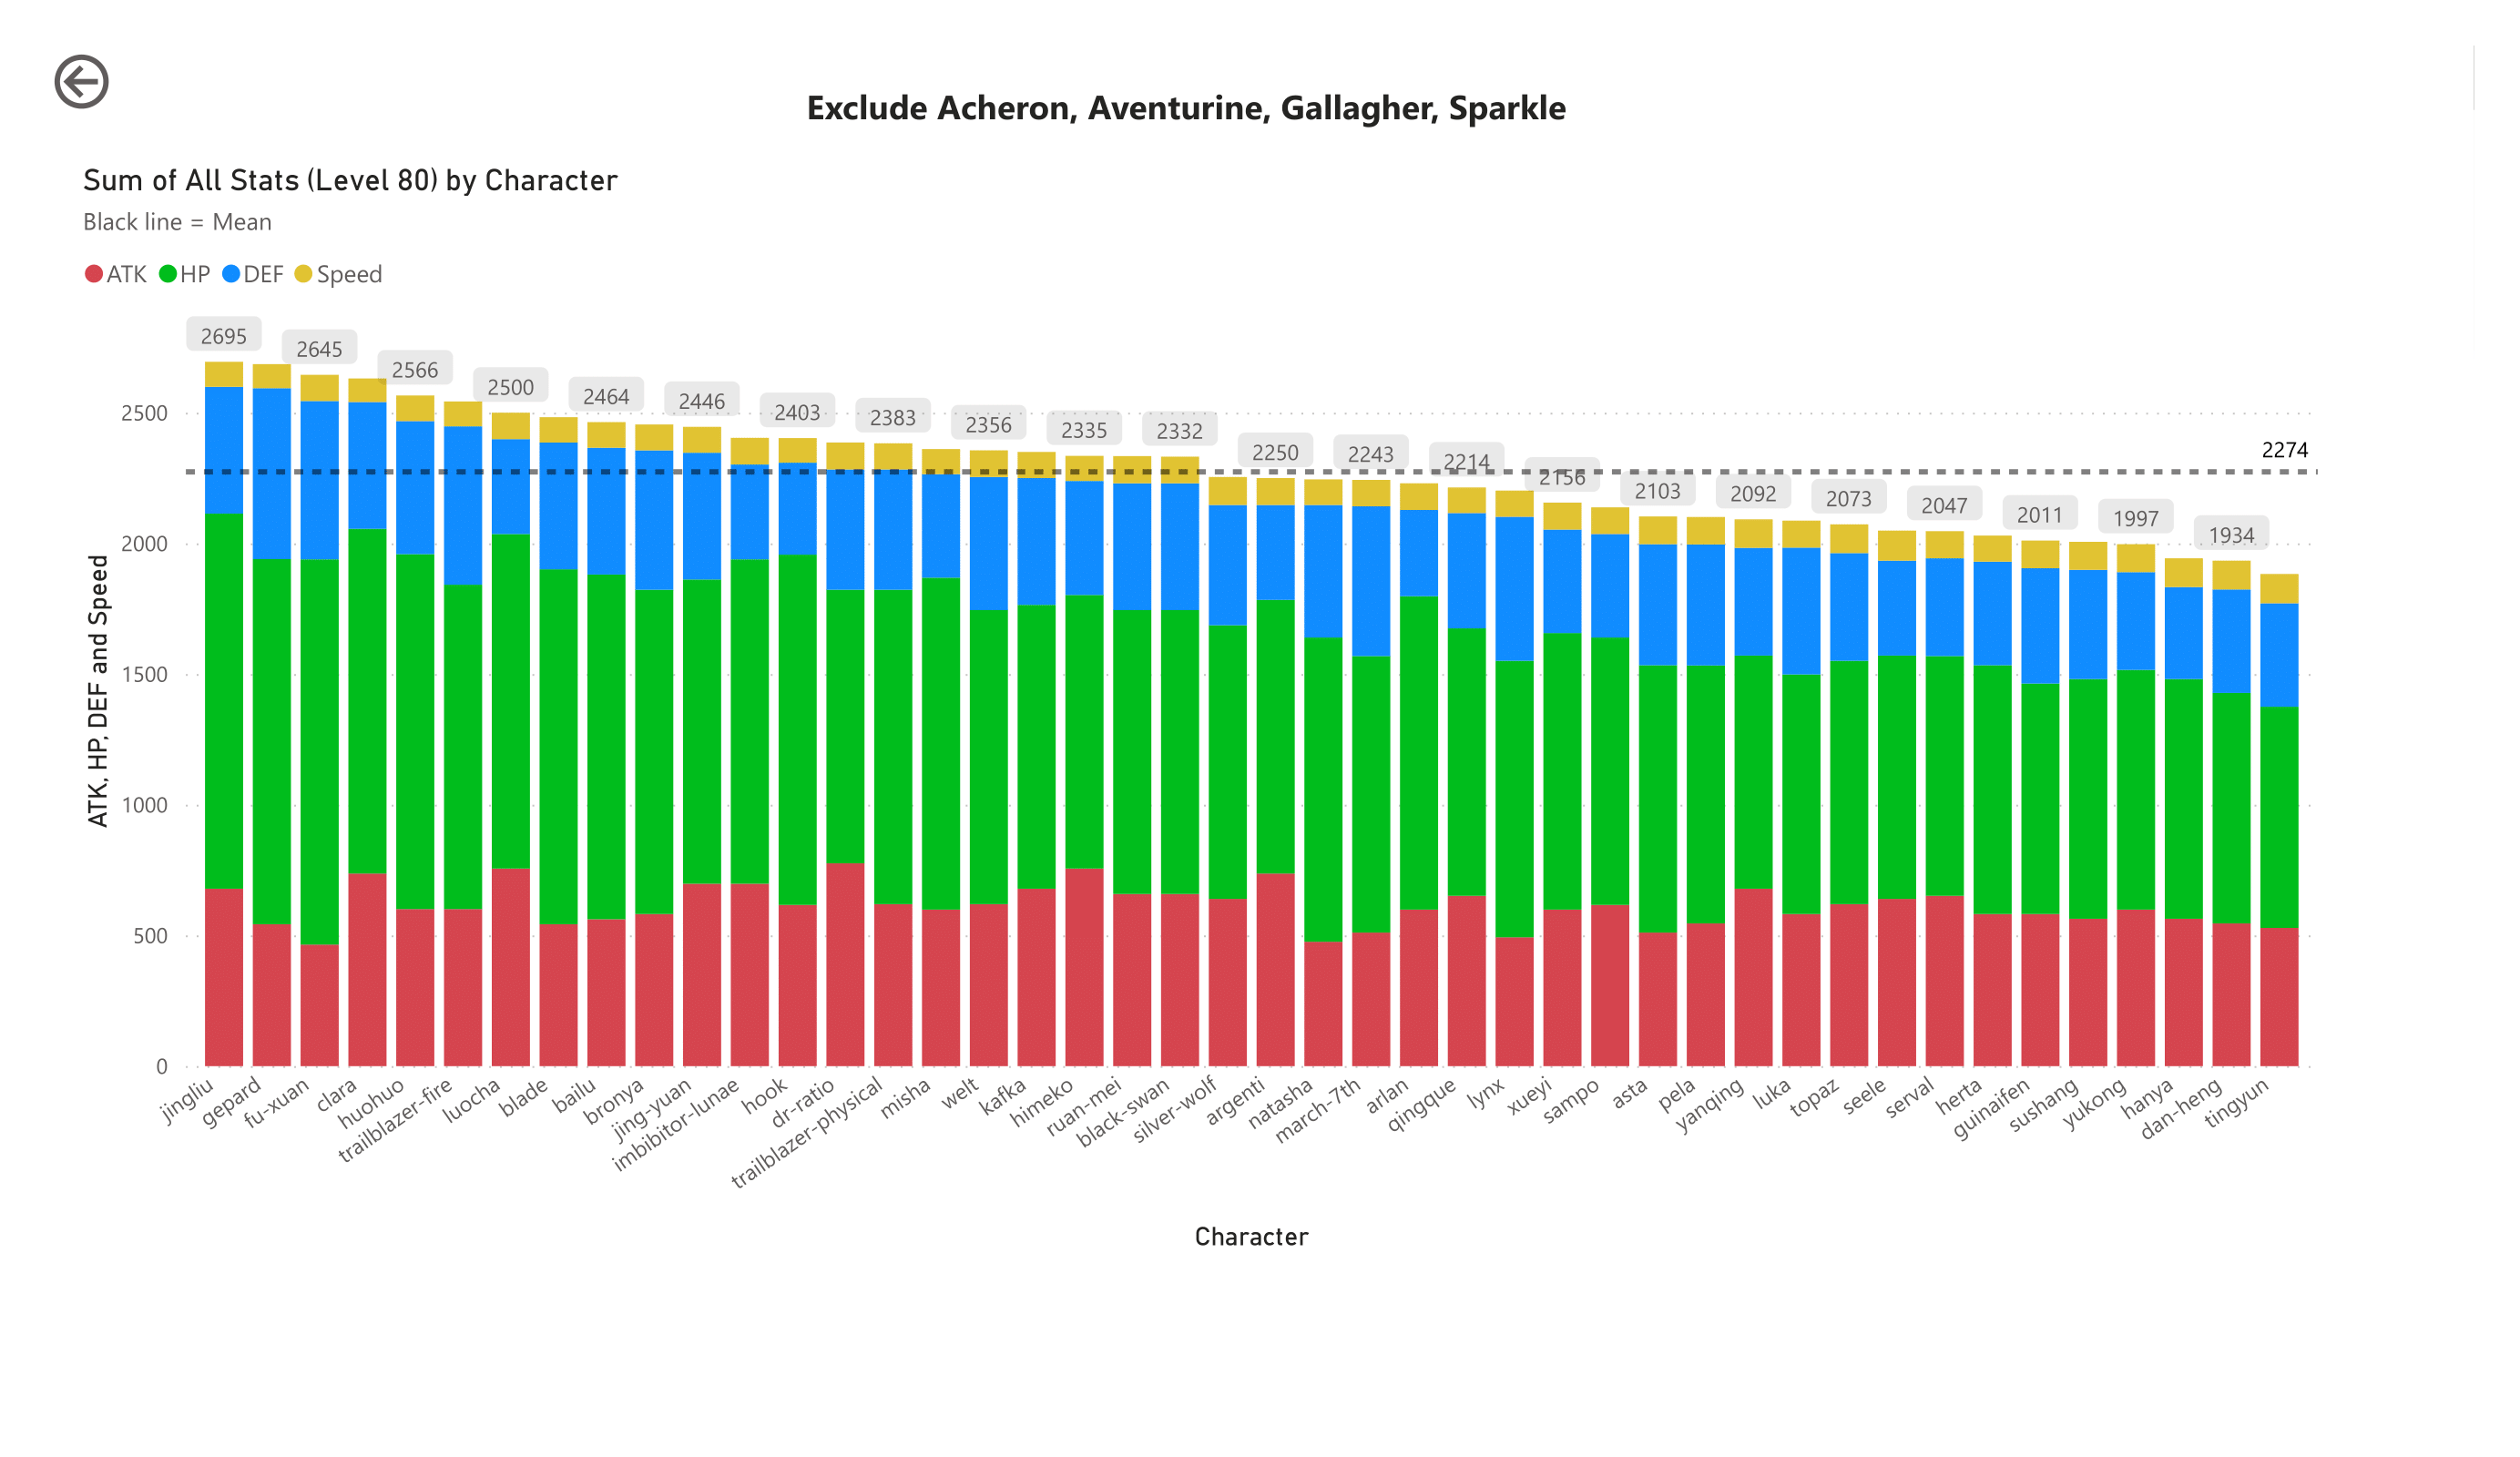 Exclude Acheron, Aventurine, Gallagher, Sparkle
Sum of All Stats (Level 80) by Character
Black line = Mean
ATK HP DEF Speed
2695 2645 2566 2500 2464 2446 2403 2383 2356 2335 2332 2250 2243 2214 2156 2103 2092 2073 2047 2011 1997 1934
2274
ATK, HP, DEF and Speed
2500
2000
1500
1000
500
0
jingliu
gepard
fu-xuan
clara
huohuo
trailblazer-fire
luocha
blade
bailu
bronya
jing-yuan
imbibitor-lunae
hook
dr-ratio
trailblazer-physical
misha
welt
kafka
himeko
ruan-mei
black-swan
silver-wolf
argenti
natasha
march-7th
arlan
qingque
lynx
xueyi
sampo
asta
pela
yanqing
luka
topaz
seele
serval
herta
guinaifen
sushang
yukong
hanya
dan-heng
tingyun
Character